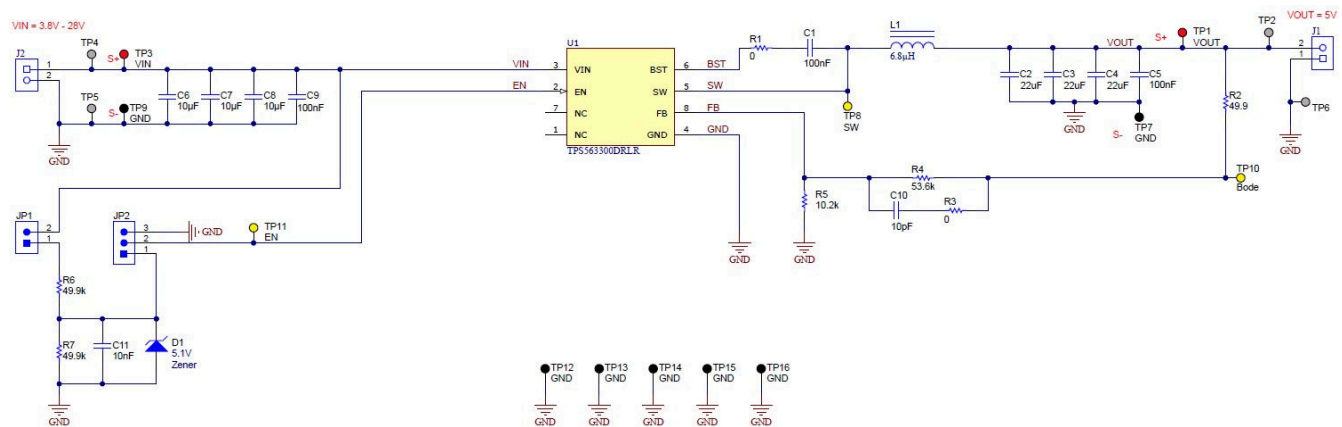 VIN = 3.8V - 28V
J2
1
2
TP4
S+
TP3
VIN
TP5
S-
TP9
GND
GND
C6
10µF
C7
10µF
C8
10µF
C9
100nF
VIN
EN
U1
3
VIN
2
EN
7
NC
1
NC
BST
6
SW
5
FB
8
GND
4
TPS563300DRLR
BST
SW
FB
GND
R1
0
C1
100nF
TP8
SW
L1
6.8µH
C2
22uF
C3
22uF
C4
22uF
C5
100nF
GND
VOUT
S+
TP1
VOUT
TP2
VOUT = 5V
J1
2
1
S-
TP7
GND
R2
49.9
TP6
GND
TP10
Bode
R4
53.6k
C10
10pF
R3
0
R5
10.2k
GND
GND
JP1
2
1
JP2
3
2
1
GND
TP11
EN
R6
49.9k
R7
49.9k
C11
10nF
D1
5.1V
Zener
GND
TP12
GND
TP13
GND
TP14
GND
TP15
GND
TP16
GND
GND
GND
GND
GND
GND